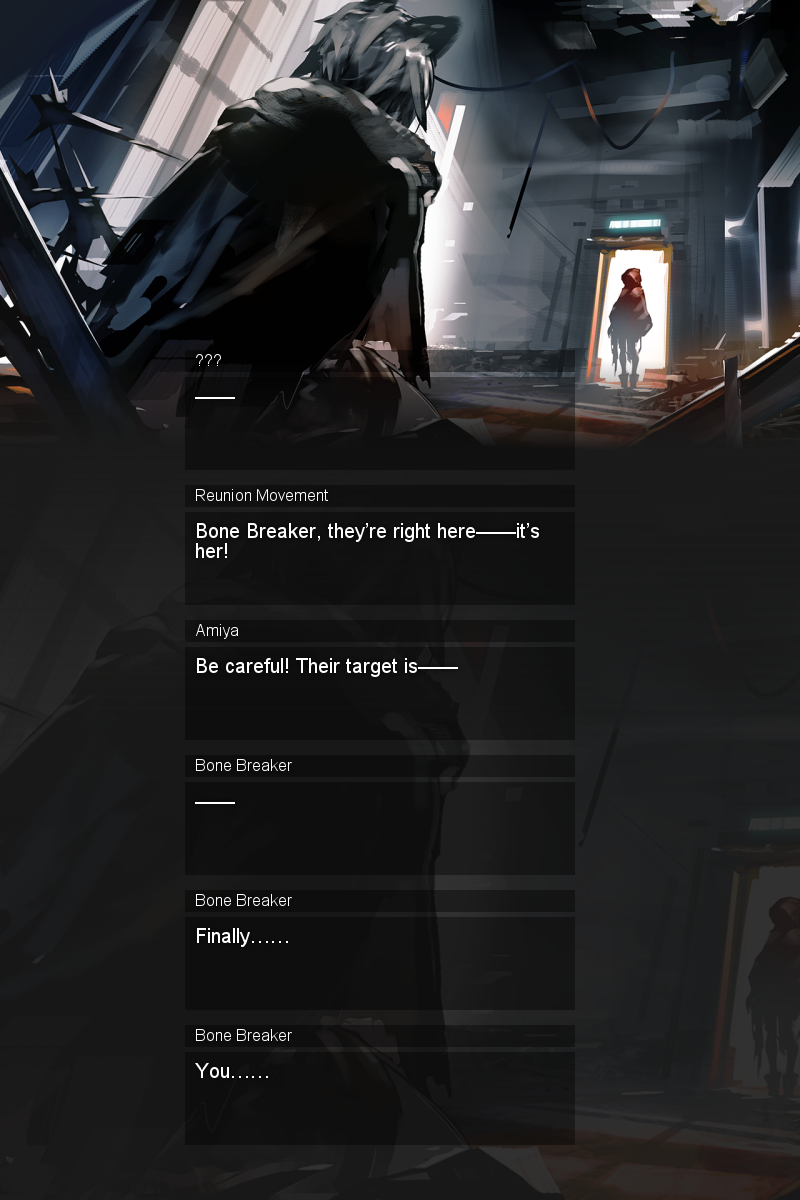 ???
——
Reunion Movement
Bone Breaker, they’re right here——it’s
her!
Amiya
Be careful! Their target is——
Bone Breaker
——
Bone Breaker
Finally……
Bone Breaker
You……